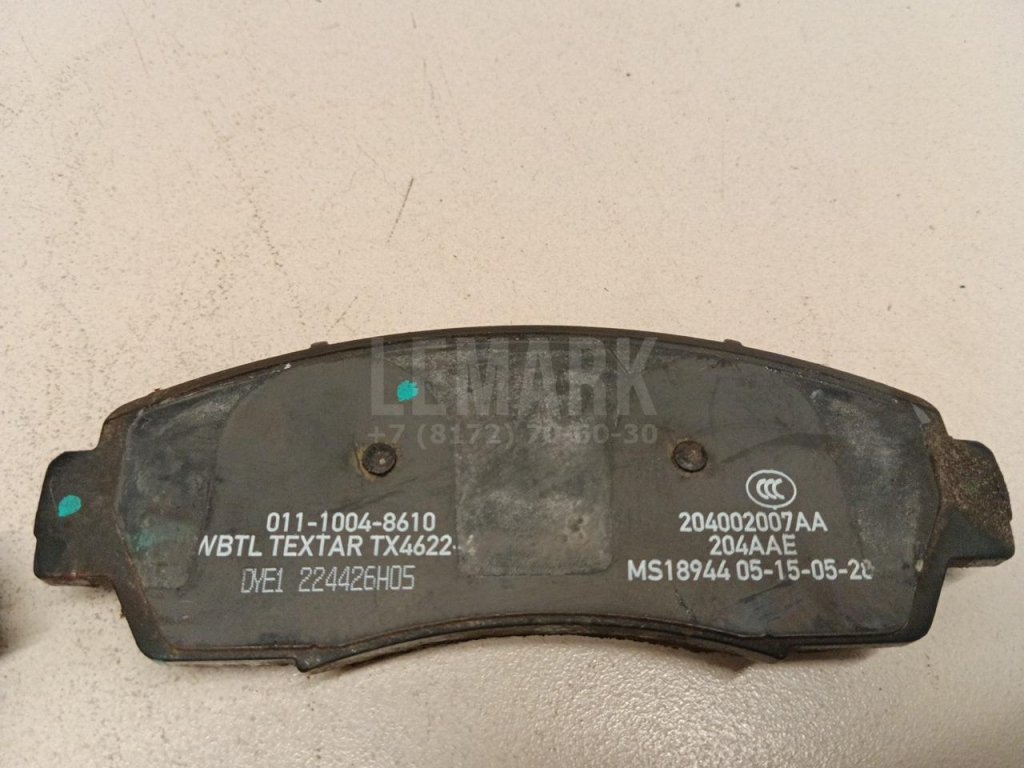 LEMARK
+7 (8172) 70-60-30
011-1004-8610
WBTL TEXTAR TX4622-
DYE1 224426H05
CCC
204002007AA
204AAE
MS18944 05-15-05-20